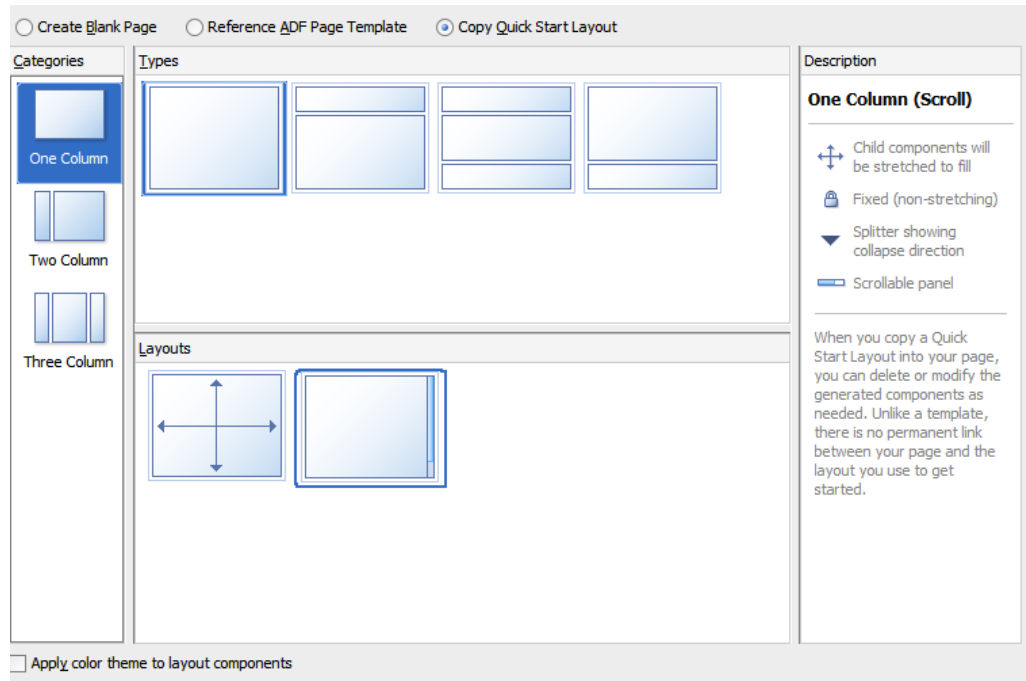 Create Blank Page
Reference ADF Page Template
Copy Quick Start Layout
Categories
Types
Description
One Column
Two Column
Three Column
Layouts
One Column (Scroll)
Child components will
be stretched to fill
Fixed (non-stretching)
Splitter showing
collapse direction
Scrollable panel
When you copy a Quick
Start Layout into your page,
you can delete or modify the
generated components as
needed. Unlike a template,
there is no permanent link
between your page and the
layout you use to get
started.
Apply color theme to layout components